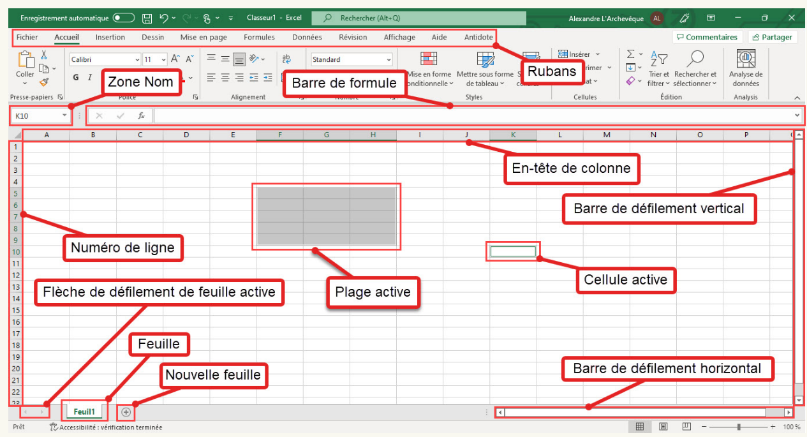 Enregistrement automatique Classeur1 - Excel Rechercher (Alt+Q) Alexandre L'Archevêque AL
Fichier Accueil Insertion Dessin Mise en page Formules Données Révision Affichage Aide Antidote Commentaires Partager
Rubans
Calibri 11 A A Standard Insérer
Coller G I
Zone Nom
Barre de formule
Mise en forme Mettre sous forme
conditionnelle de tableau
Trier et Rechercher et Analyse de
filtrer sélectionner données
Presse-papiers Police Alignement Styles Cellules Édition Analysis
K10 fx
A B C D E F G H I J K L M N O P
1
2
3
4
5
6
7
8
9
10
11
12
13
14
15
16
17
18
19
20
21
22
23
En-tête de colonne
Barre de défilement vertical
Numéro de ligne
Cellule active
Flèche de défilement de feuille active
Plage active
Feuille
Nouvelle feuille
Barre de défilement horizontal
Feuil1
Prêt Accessibilité : vérification terminée 100 %